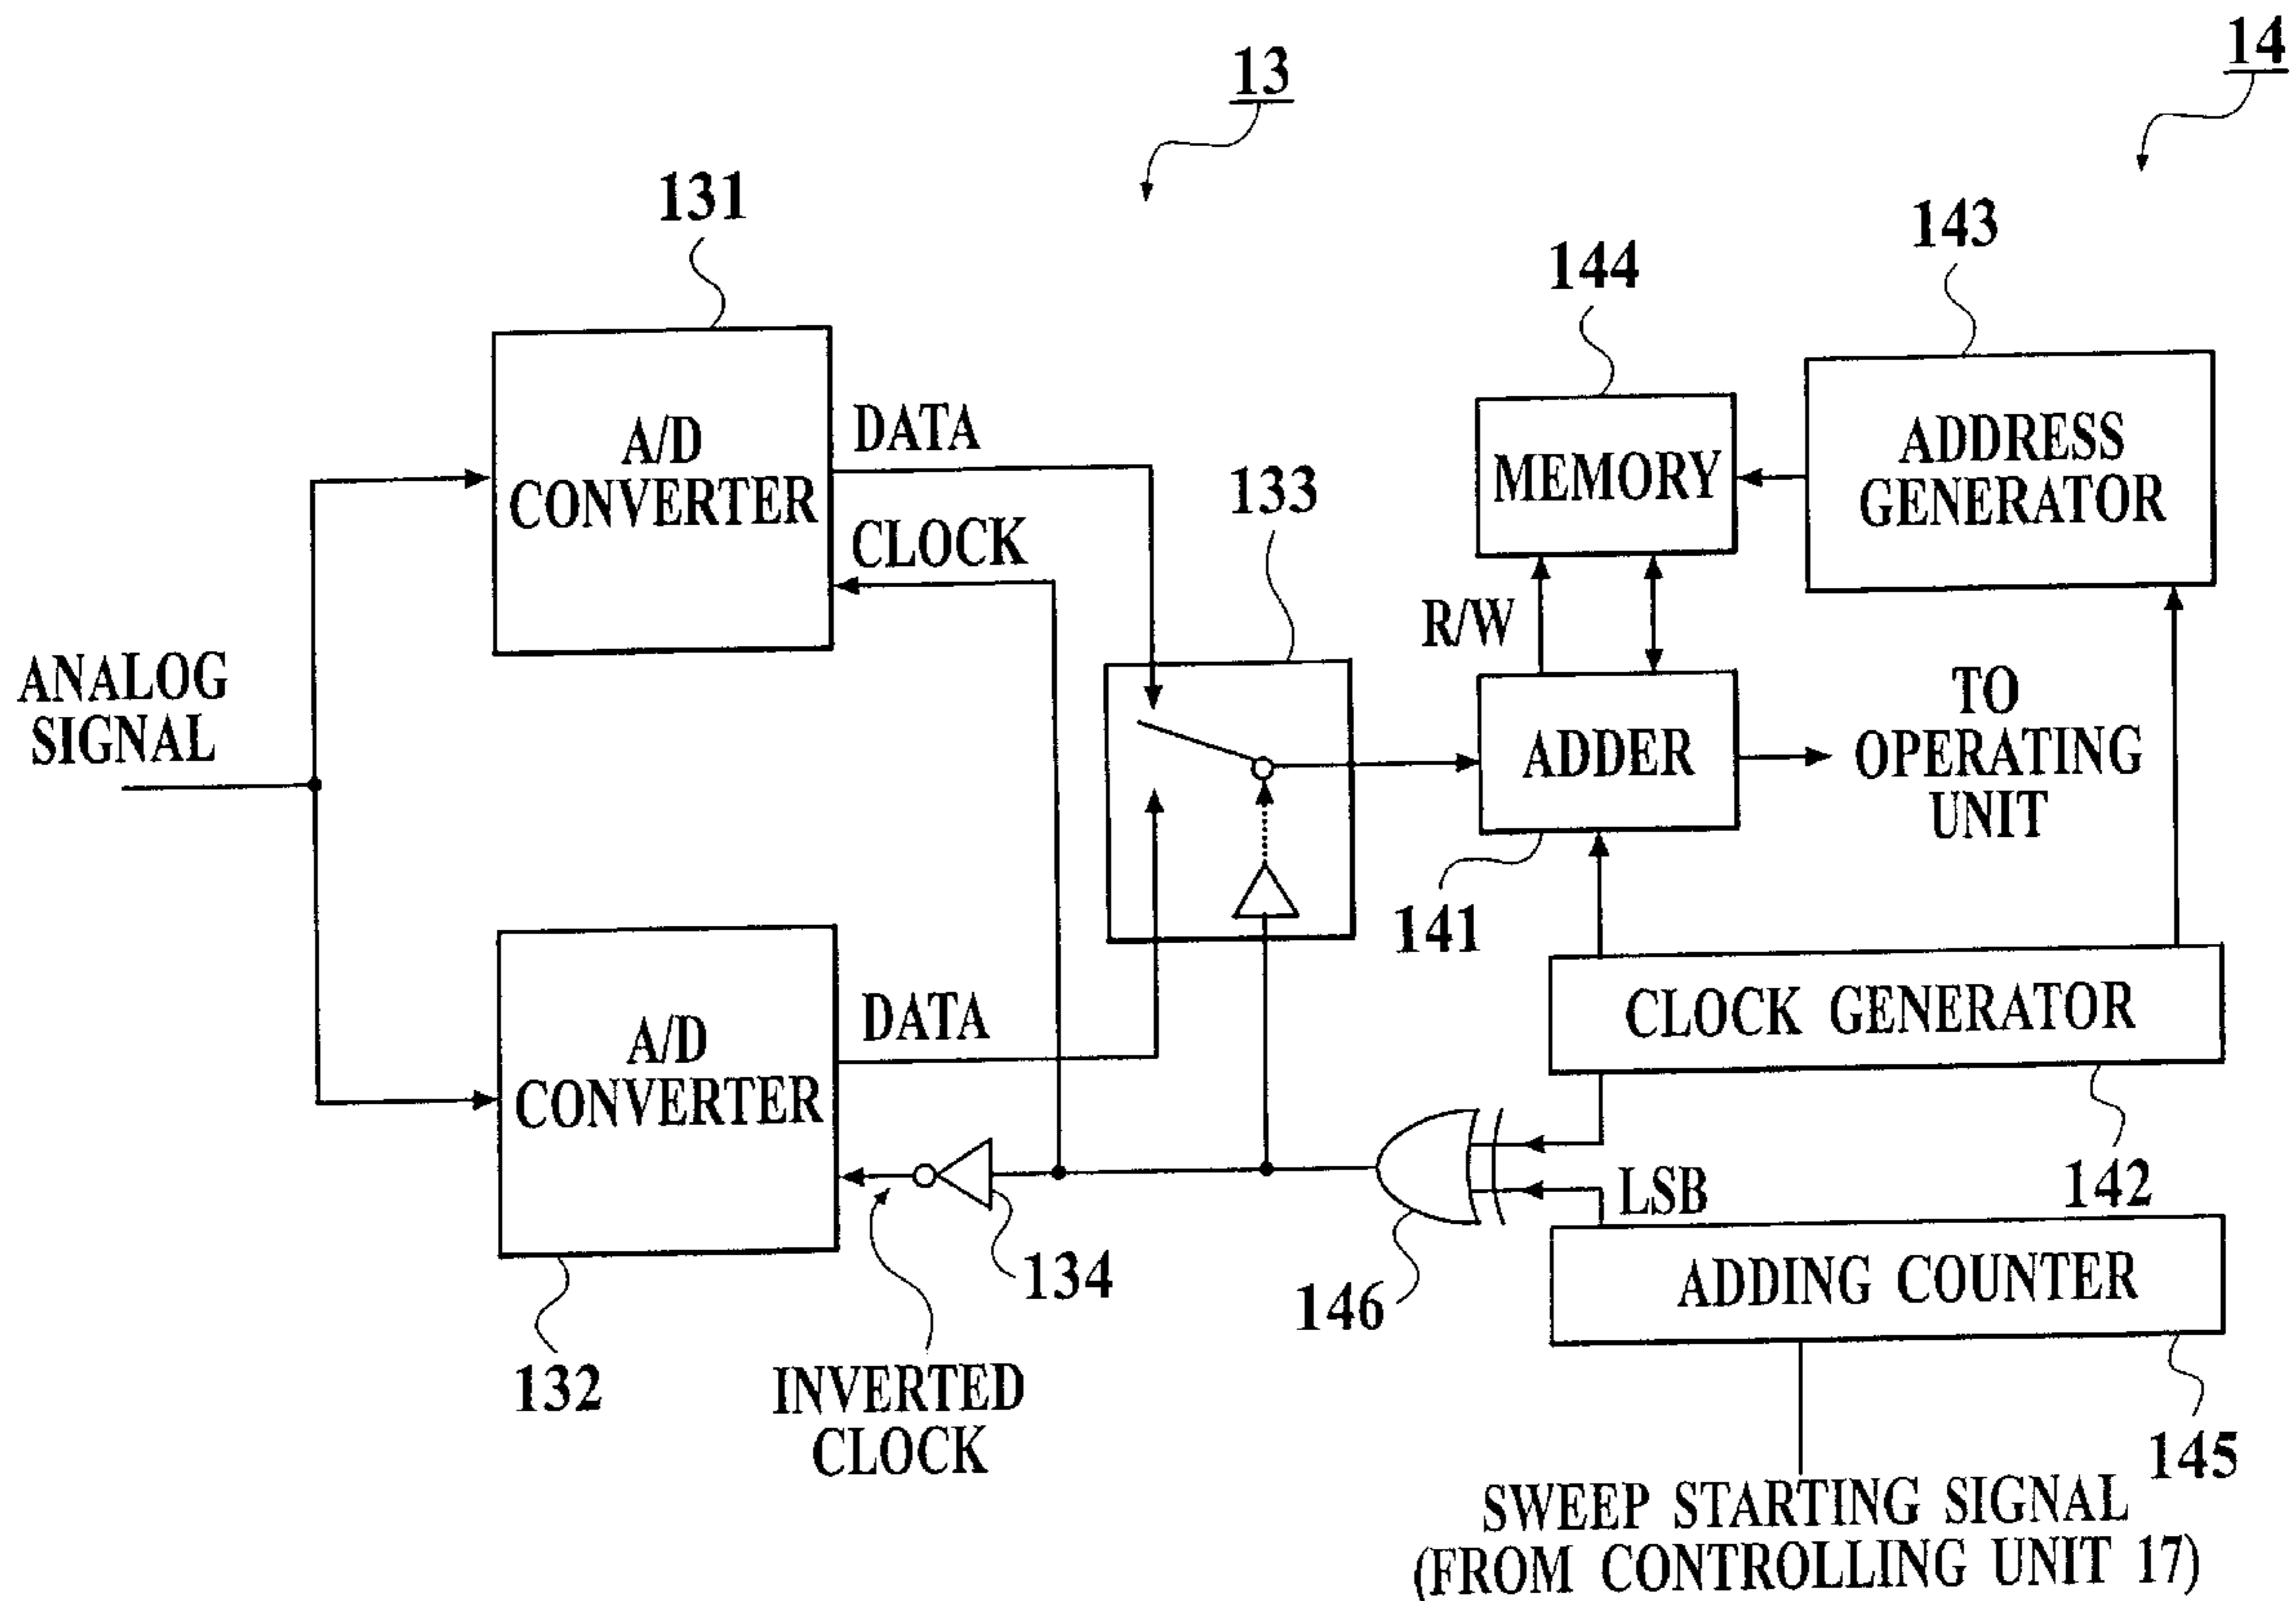 13
14
131
143
144
A/D
CONVERTER
DATA
CLOCK
133
MEMORY
ADDRESS
GENERATOR
R/W
ANALOG
SIGNAL
ADDER
TO
OPERATING
UNIT
141
A/D
CONVERTER
DATA
CLOCK GENERATOR
142
LSB
134
146
ADDING COUNTER
132
INVERTED
CLOCK
145
SWEEP STARTING SIGNAL
(FROM CONTROLLING UNIT 17)